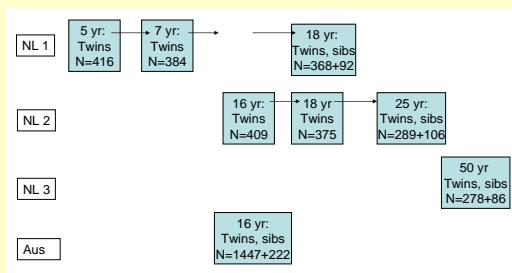 NL 1
5 yr:
Twins
N=416
7 yr:
Twins
N=384
18 yr:
Twins, sibs
N=368+92
NL 2
16 yr:
Twins
N=409
18 yr
Twins
N=375
25 yr:
Twins, sibs
N=289+106
NL 3
50 yr
Twins, sibs
N=278+86
Aus
16 yr:
Twins, sibs
N=1447+222